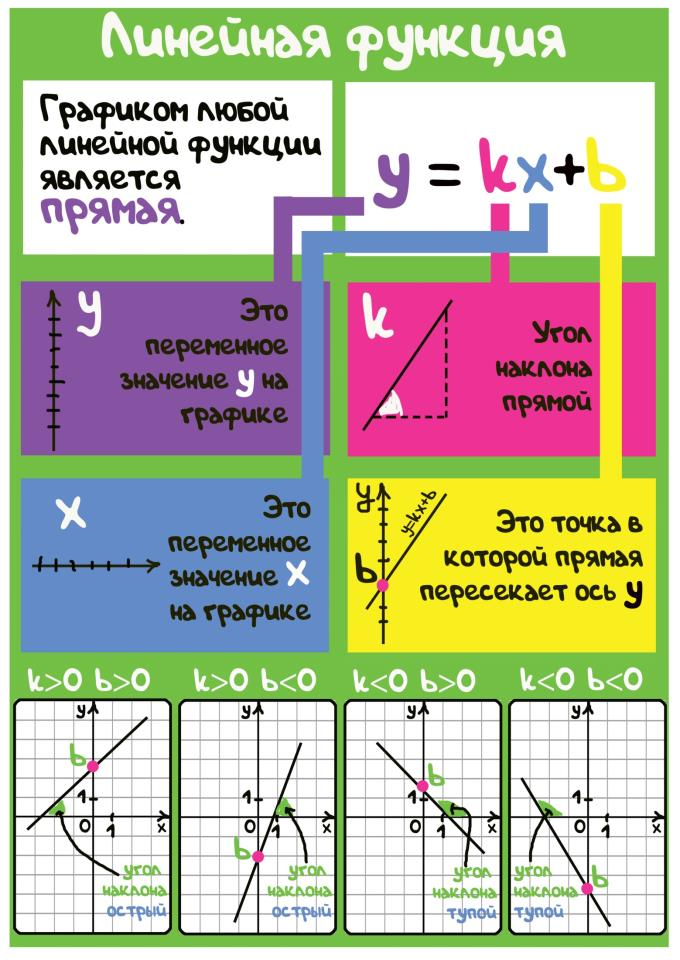 Линейная функция
Графиком любой
линейной функции
является
прямая.
y = kx+b
y
Это
переменное
значение y на
графике
k
Угол
наклона
прямой
x
Это
переменное
значение x
на графике
y
y=kx+b
b
Это точка в
которой прямая
пересекает ось y
k>0 b>0
y
b
1
0 1 x
угол
наклона
острый
k>0 b<0
y
1
0 1 x
b
угол
наклона
острый
k<0 b>0
y
b
1
0 1 x
угол
наклона
тупой
k<0 b<0
y
1
0 1 x
b
угол
наклона
тупой